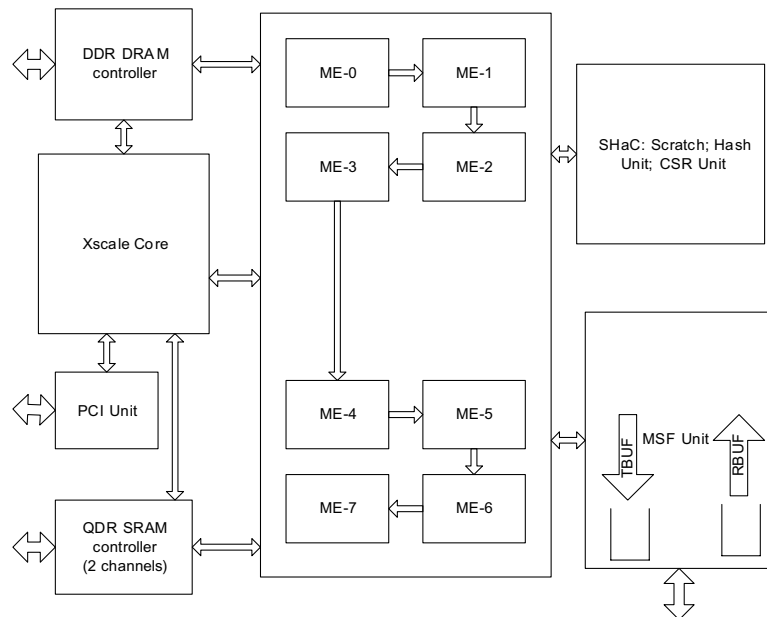 DDR DRAM
controller
ME-0
ME-1
SHaC: Scratch; Hash
Unit; CSR Unit
ME-3
ME-2
Xscale Core
PCI Unit
ME-4
ME-5
MSF Unit
TBUF
RBUF
ME-7
ME-6
QDR SRAM
controller
(2 channels)